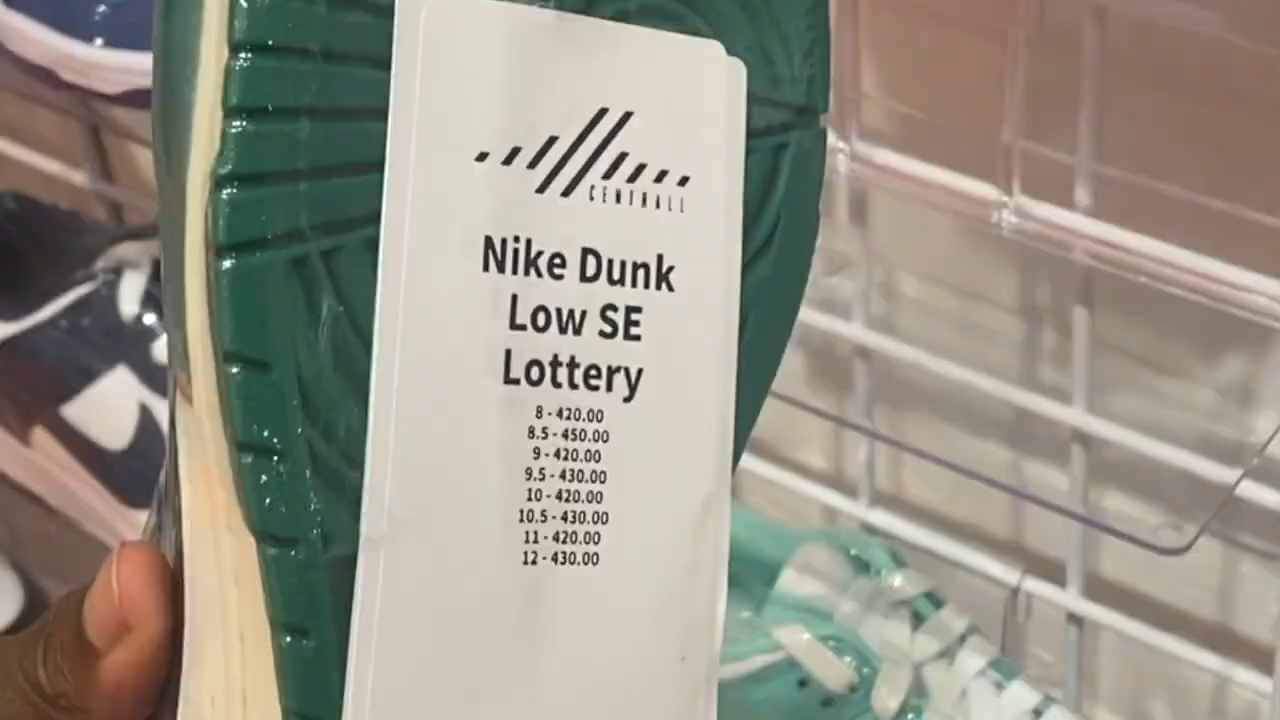 CENTRALL
Nike Dunk
Low SE
Lottery
8 - 420.00
8.5 - 450.00
9 - 420.00
9.5 - 430.00
10 - 420.00
10.5 - 430.00
11 - 420.00
12 - 430.00